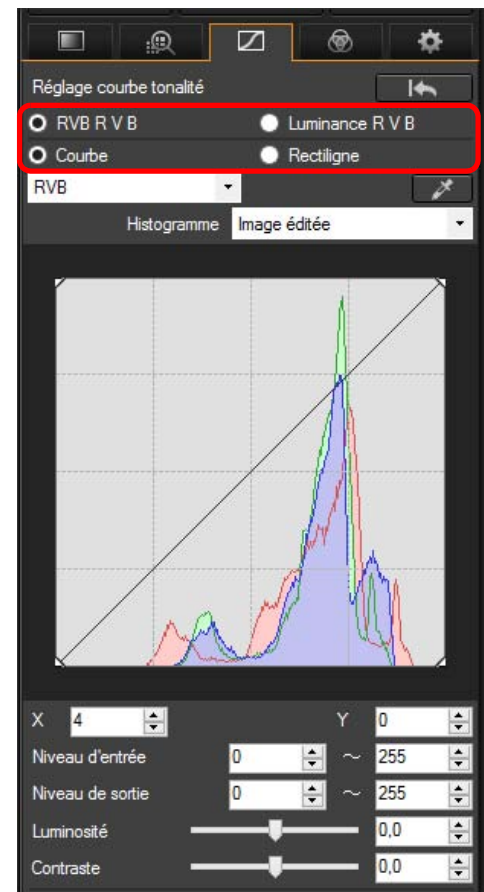 Réglage courbe tonalité
RVB R V B Luminance R V B
Courbe Rectiligne
RVB
Histogramme Image éditée
X 4 Y 0
Niveau d'entrée 0 ~ 255
Niveau de sortie 0 ~ 255
Luminosité 0,0
Contraste 0,0